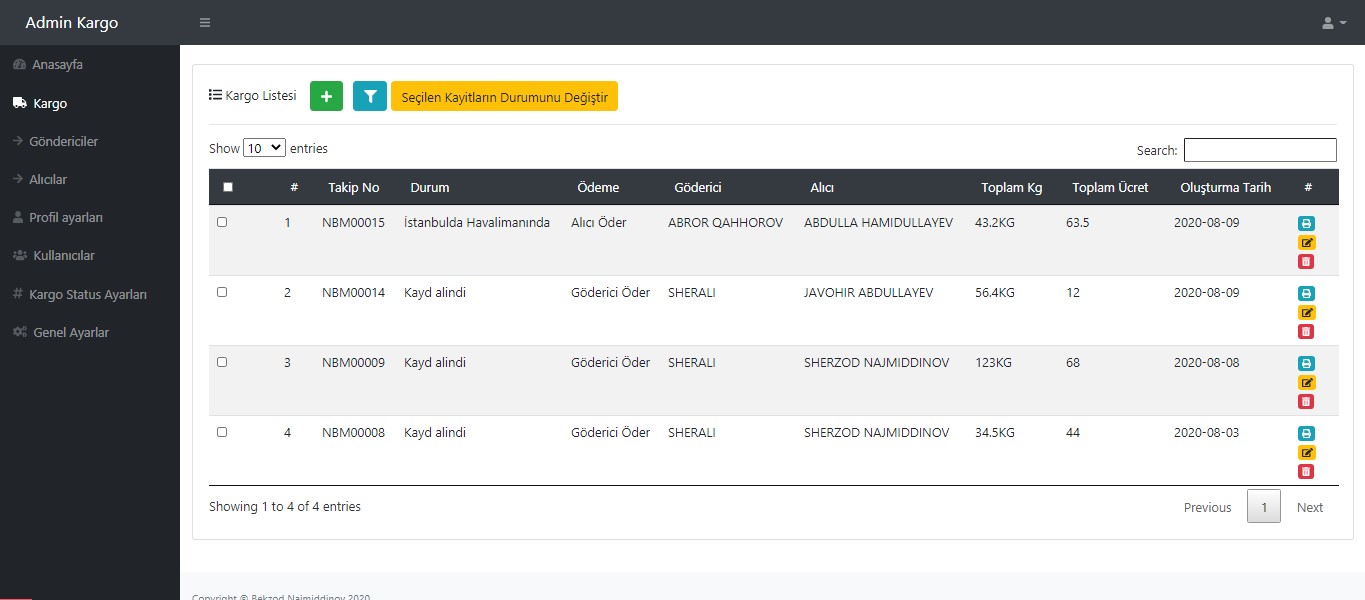 Admin Kargo
Anasayfa
Kargo
Göndericiler
Alıcılar
Profil ayarları
Kullanıcılar
# Kargo Status Ayarları
Genel Ayarlar
Kargo Listesi
Seçilen Kayitların Durumunu Değiştir
Show 10 entries
Search:
# Takip No Durum Ödeme Göderici Alıcı Toplam Kg Toplam Ücret Oluşturma Tarih #
1 NBM00015 İstanbulda Havalimanında Alıcı Öder ABROR QAHHOROV ABDULLA HAMIDULLAYEV 43.2KG 63.5 2020-08-09
2 NBM00014 Kayd alindi Göderici Öder SHERALI JAVOHIR ABDULLAYEV 56.4KG 12 2020-08-09
3 NBM00009 Kayd alindi Göderici Öder SHERALI SHERZOD NAJMIDDINOV 123KG 68 2020-08-08
4 NBM00008 Kayd alindi Göderici Öder SHERALI SHERZOD NAJMIDDINOV 34.5KG 44 2020-08-03
Showing 1 to 4 of 4 entries
Previous 1 Next
Copyright © Bekzod Najmiddinov 2020